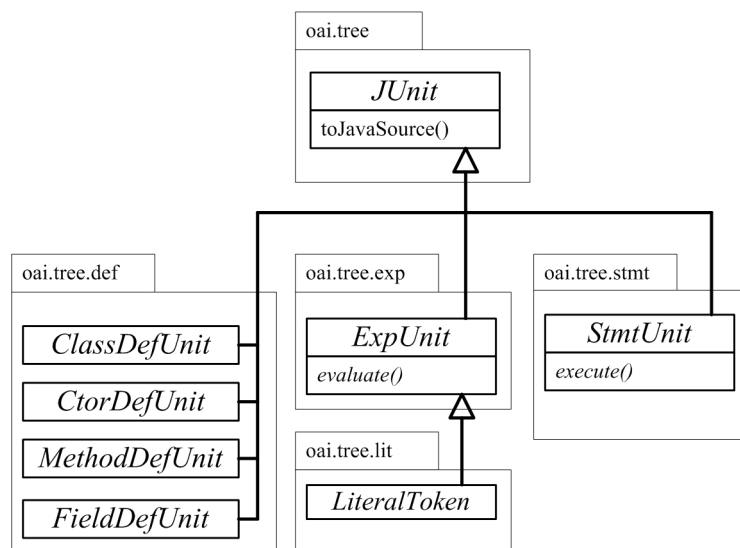 oai.tree
JUnit
toJavaSource()
oai.tree.def
ClassDefUnit
CtorDefUnit
MethodDefUnit
FieldDefUnit
oai.tree.exp
ExpUnit
evaluate()
oai.tree.lit
LiteralToken
oai.tree.stmt
StmtUnit
execute()